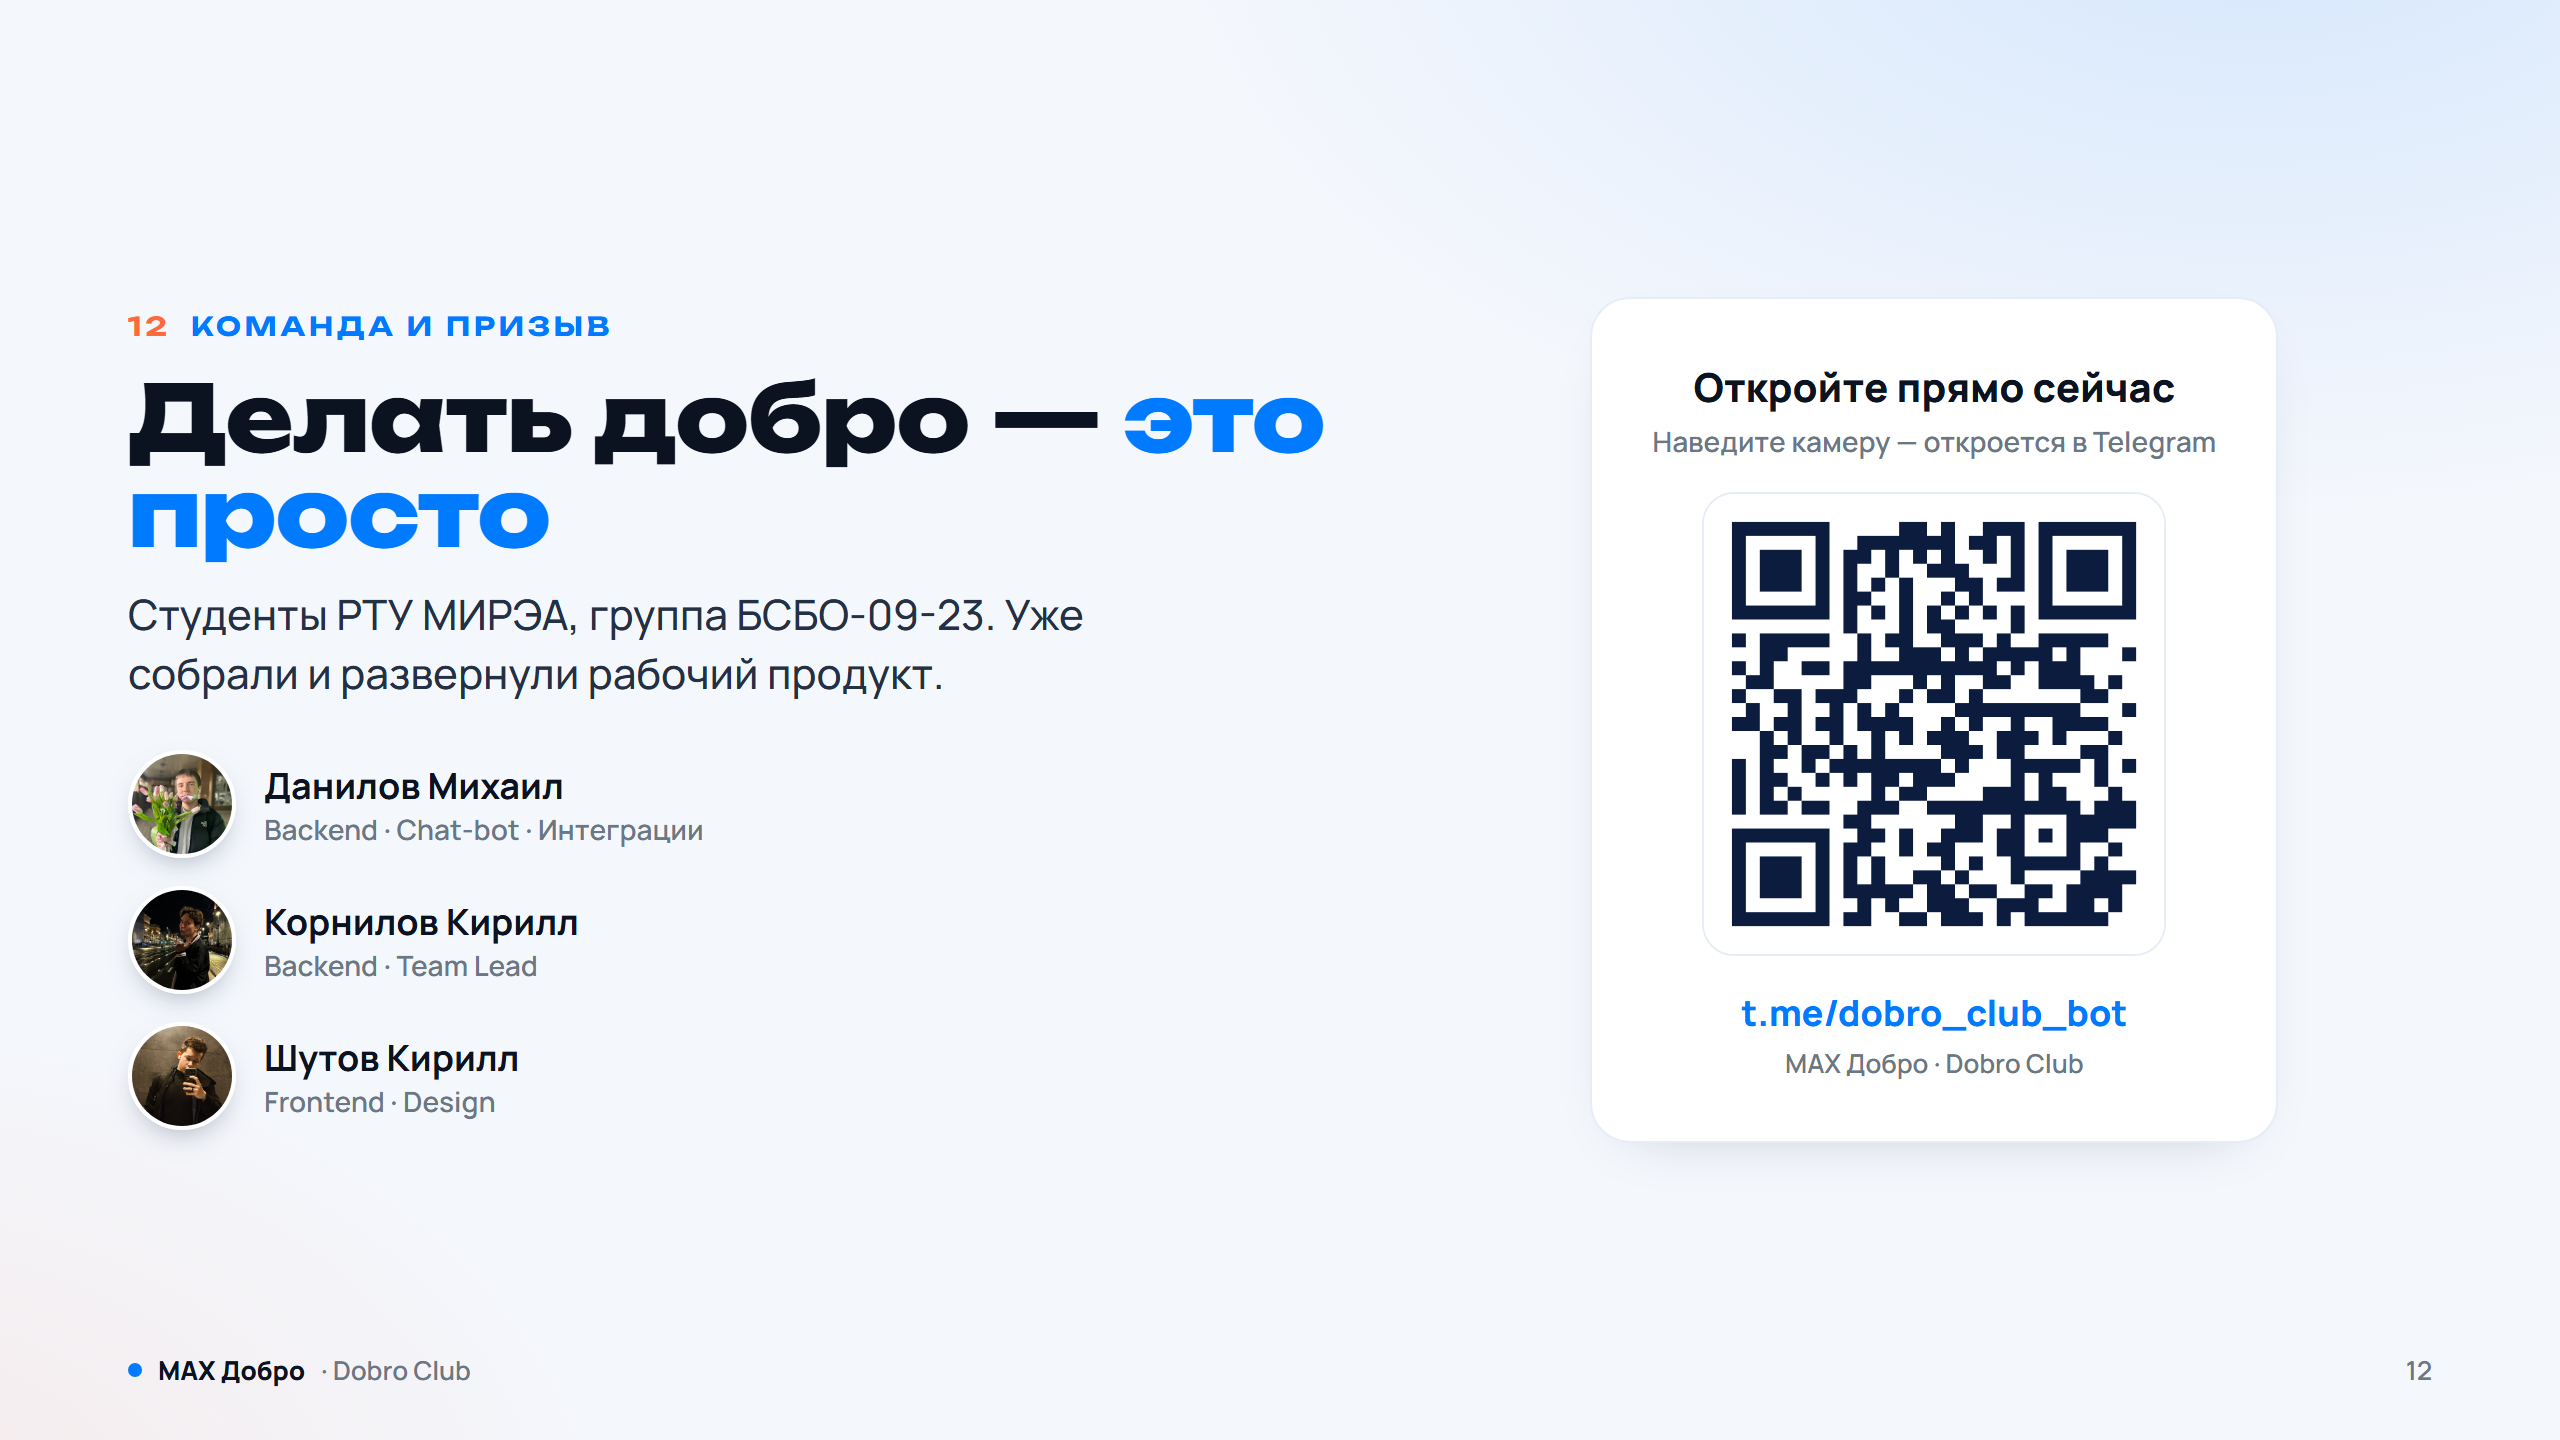 12 КОМАНДА И ПРИЗЫВ
Делать добро — это
просто
Студенты РТУ МИРЭА, группа БСБО-09-23. Уже
собрали и развернули рабочий продукт.
Данилов Михаил
Backend · Chat-bot · Интеграции
Корнилов Кирилл
Backend · Team Lead
Шутов Кирилл
Frontend · Design
Откройте прямо сейчас
Наведите камеру — откроется в Telegram
t.me/dobro_club_bot
MAX Добро · Dobro Club
MAX Добро · Dobro Club
12